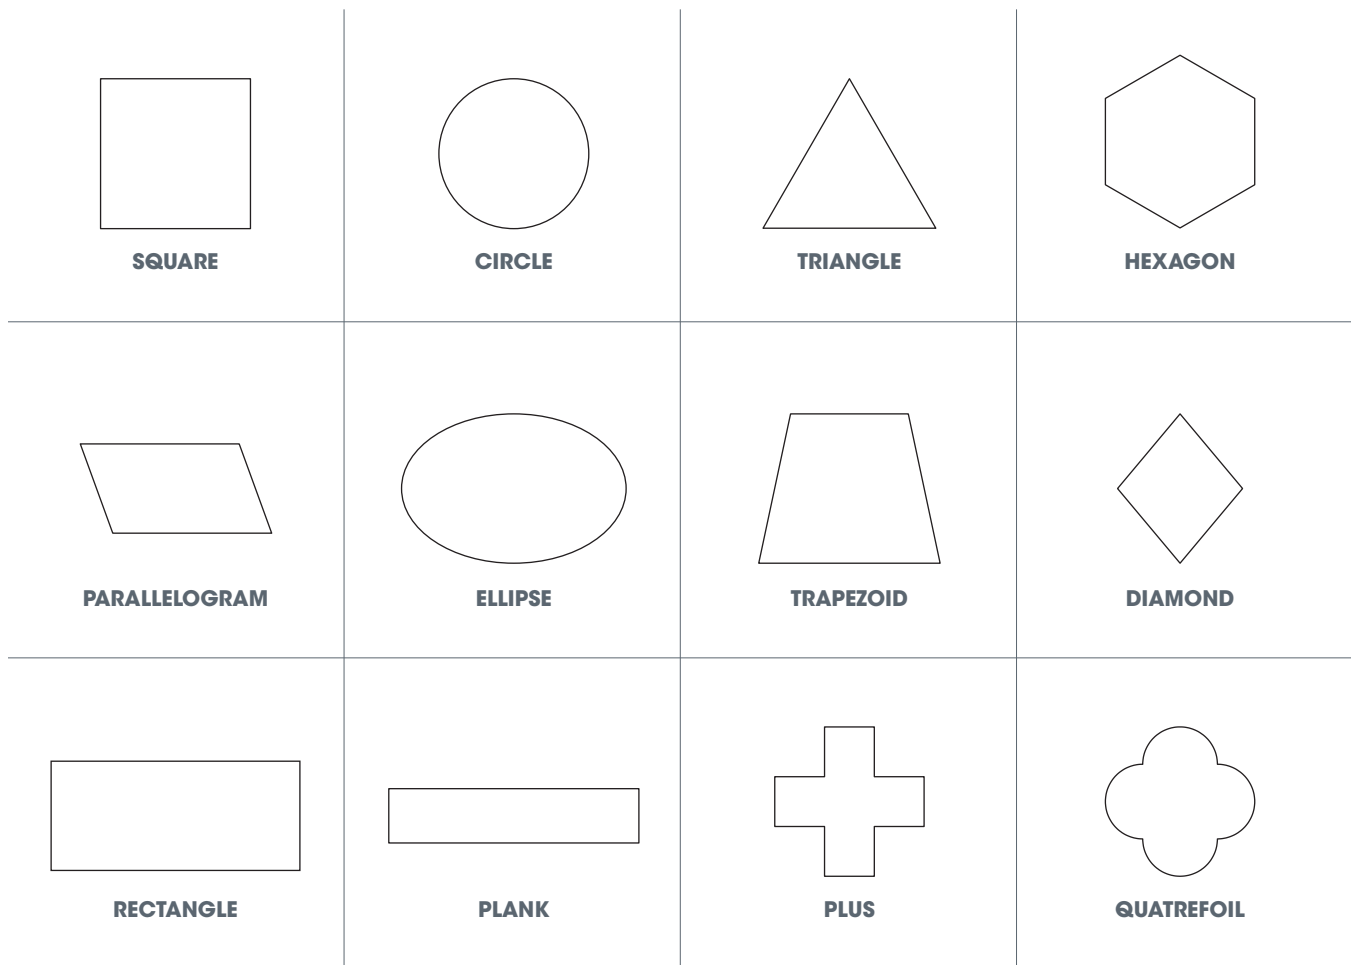 SQUARE
CIRCLE
TRIANGLE
HEXAGON
PARALLELOGRAM
ELLIPSE
TRAPEZOID
DIAMOND
RECTANGLE
PLANK
PLUS
QUATREFOIL